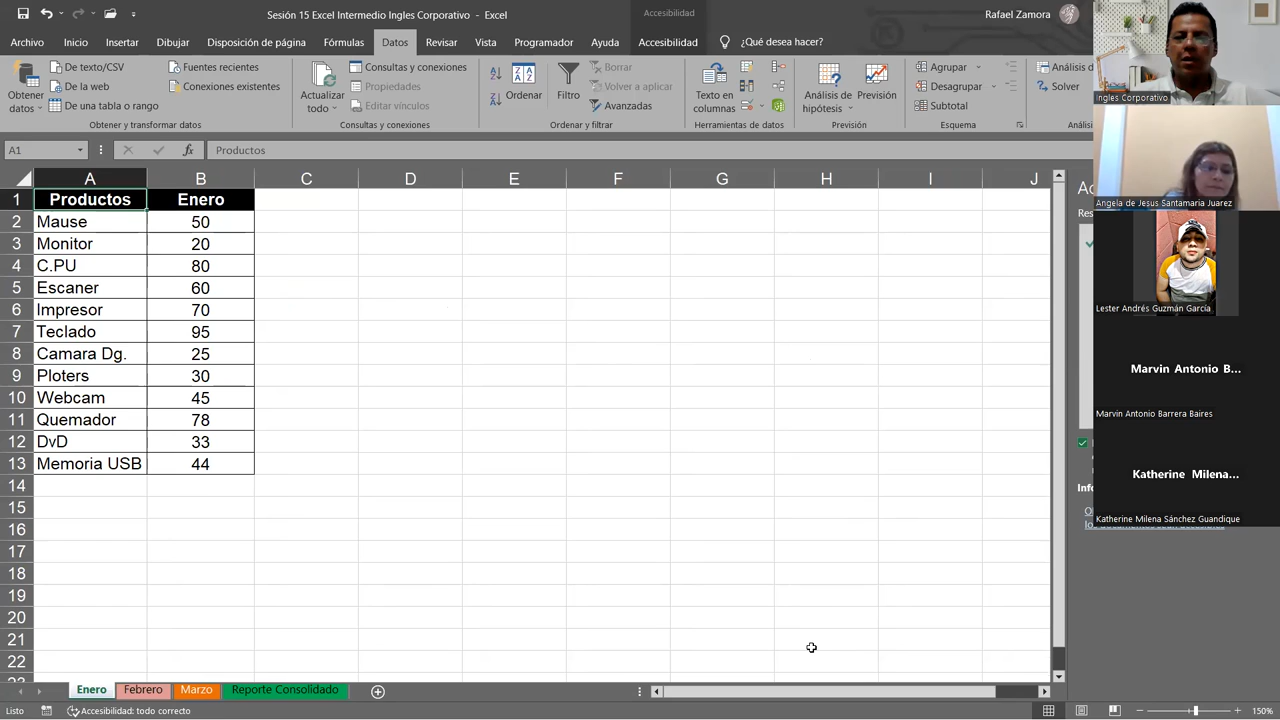 Sesión 15 Excel Intermedio Ingles Corporativo - Excel
Accesibilidad
Rafael Zamora
Archivo Inicio Insertar Dibujar Disposición de página Fórmulas Datos Revisar Vista Programador Ayuda Accesibilidad ¿Qué desea hacer?
Obtener datos
De texto/CSV
De la web
De una tabla o rango
Fuentes recientes
Conexiones existentes
Obtener y transformar datos
Actualizar todo
Consultas y conexiones
Propiedades
Editar
Consultas y conexiones
Ordenar
Filtro
Borrar
Volver a aplicar
Avanzadas
Ordenar y filtrar
Texto en columnas
Herramientas de datos
Análisis de hipótesis
Previsión
Previsión
Agrupar
Desagrupar
Subtotal
Esquema
Análisis d
Solver
Análisis
A1
fx
Productos
A B C D E F G H I J
1 Productos Enero
2 Mause 50
3 Monitor 20
4 C.PU 80
5 Escaner 60
6 Impresor 70
7 Teclado 95
8 Camara Dg. 25
9 Ploters 30
10 Webcam 45
11 Quemador 78
12 DvD 33
13 Memoria USB 44
14
15
16
17
18
19
20
21
22
Enero Febrero Marzo Reporte Consolidado
Listo
Accesibilidad: todo correcto
150%
Ingles Corporativo
Angela de Jesus Santamaria Juarez
Lester Andrés Guzmán García
Marvin Antonio B...
Marvin Antonio Barrera Baires
Katherine Milena...
Katherine Milena Sánchez Guandique